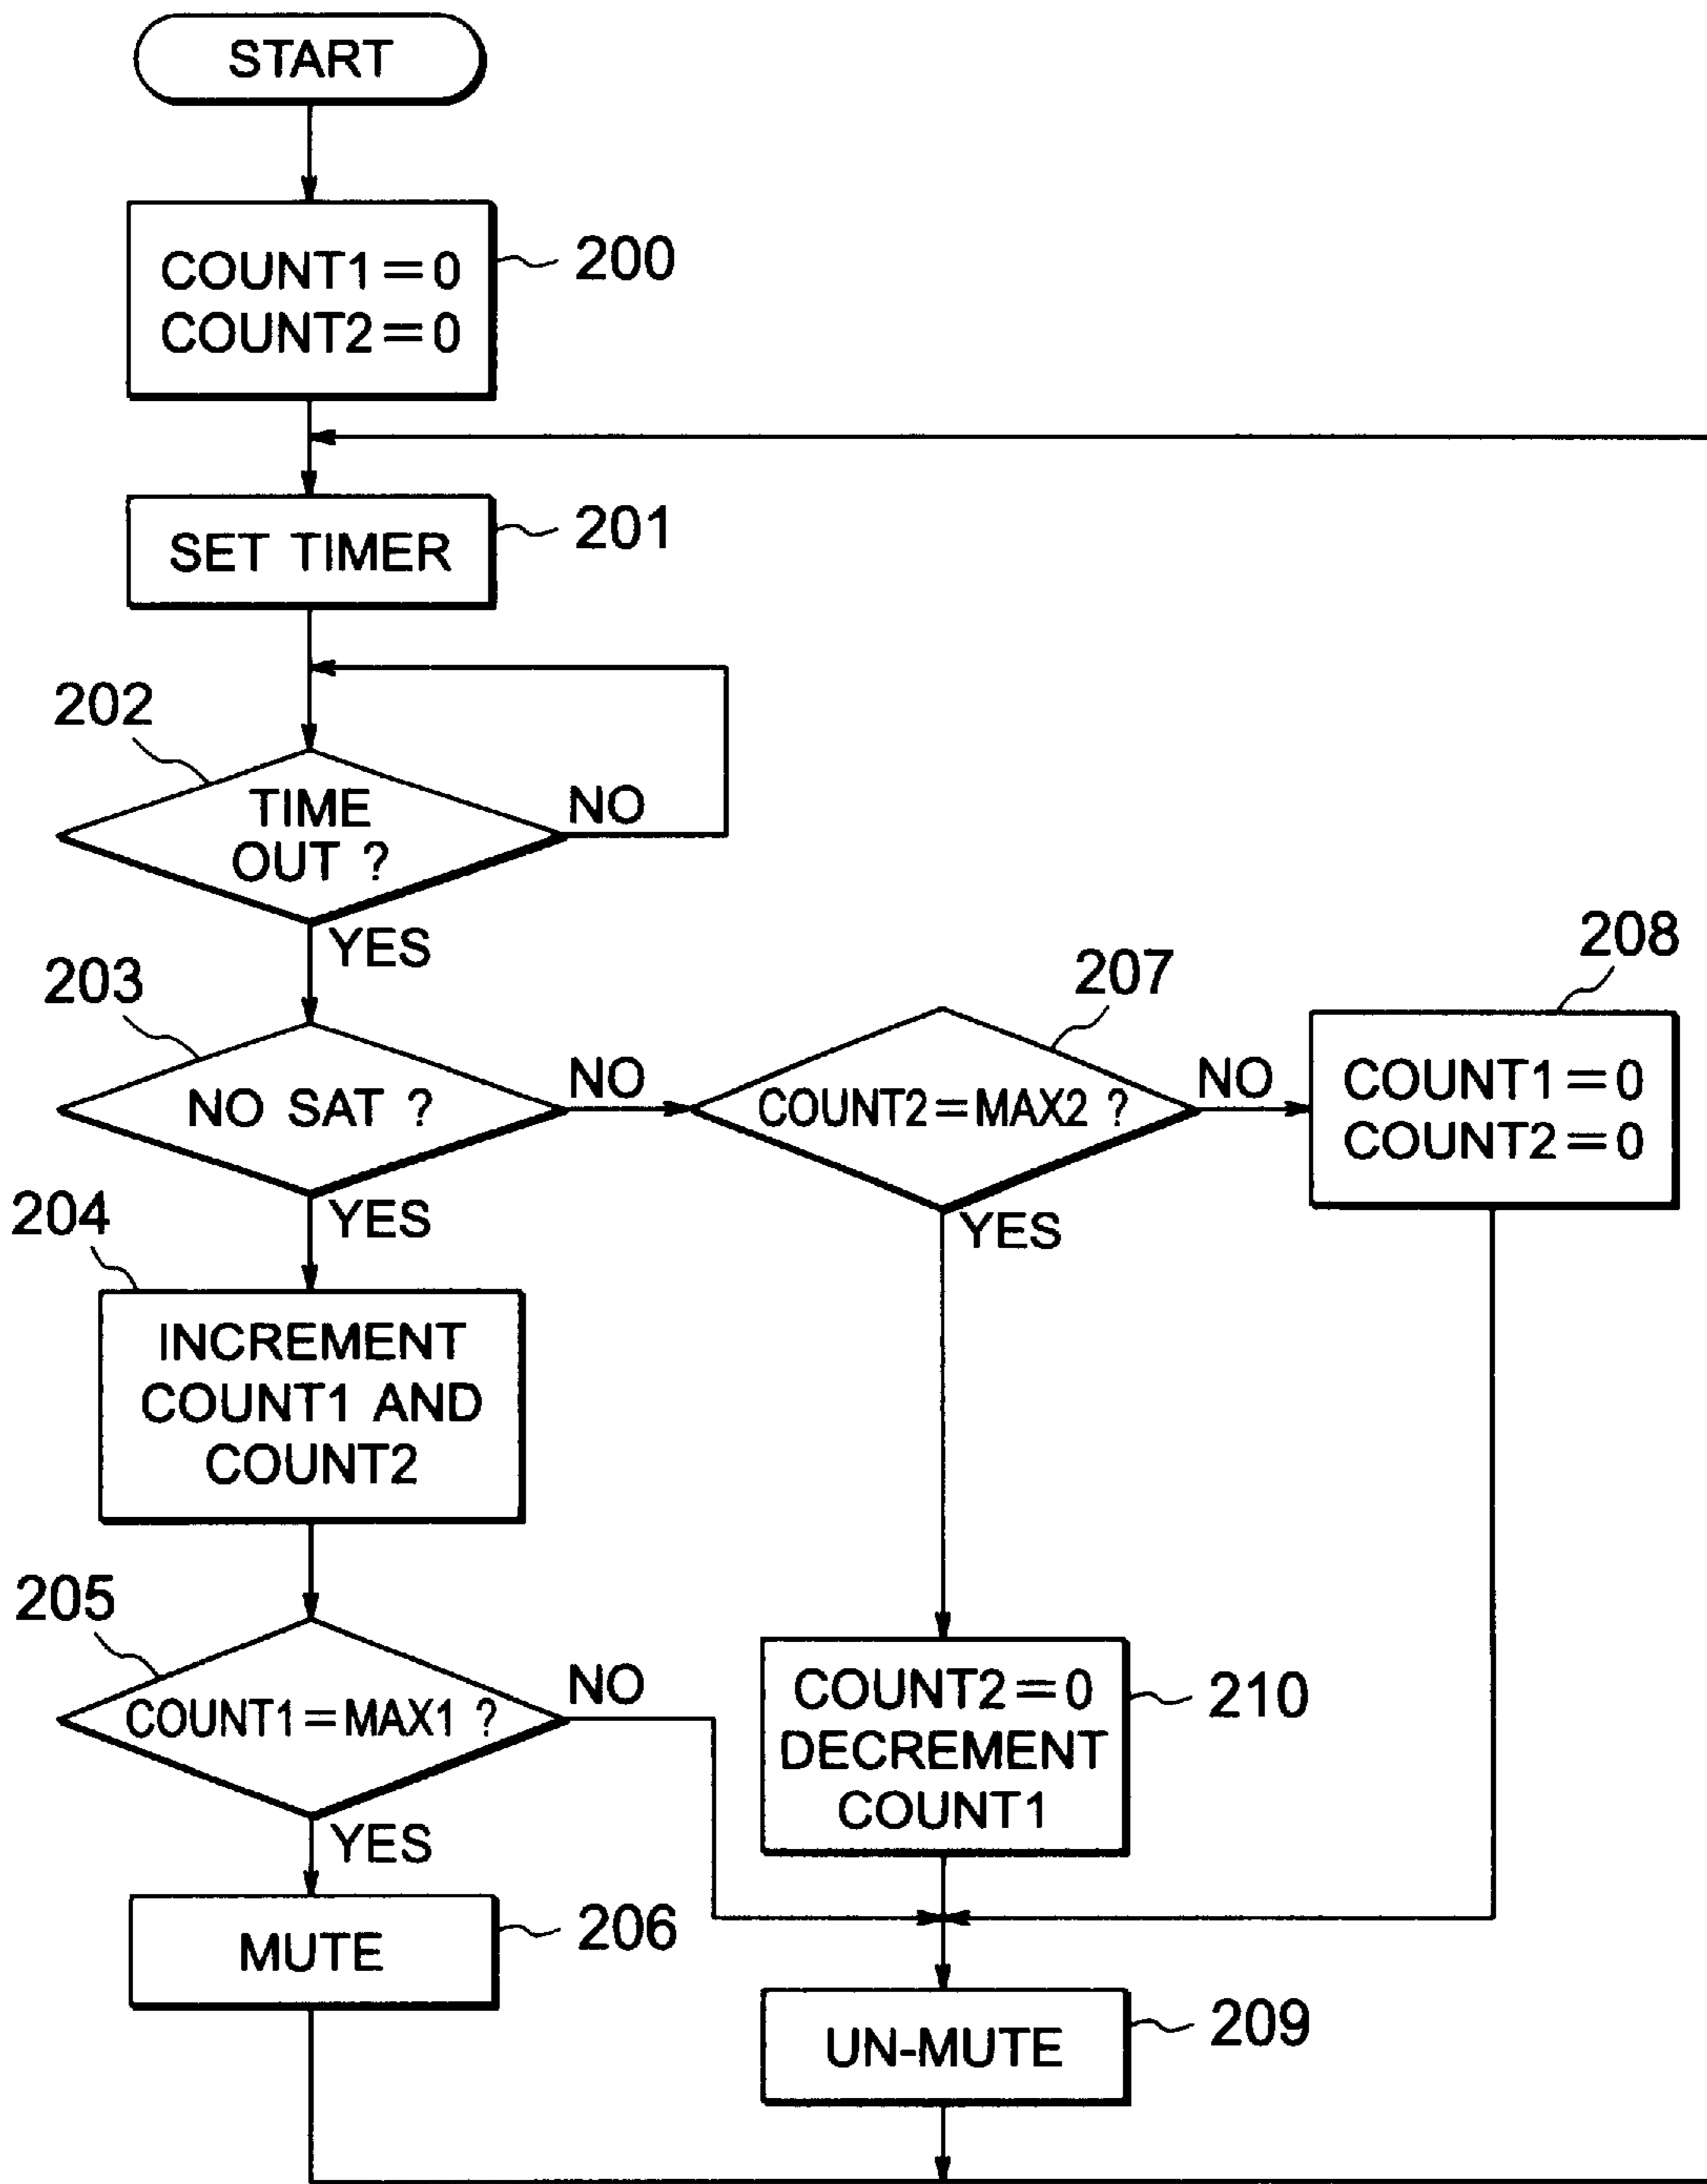 START
COUNT1=0
COUNT2=0
200
SET TIMER
201
202
TIME
OUT ?
NO
YES
203
NO SAT ?
NO
YES
207
COUNT2=MAX2 ?
NO
YES
208
COUNT1=0
COUNT2=0
204
INCREMENT
COUNT1 AND
COUNT2
205
COUNT1=MAX1 ?
NO
YES
COUNT2=0
DECREMENT
COUNT1
210
MUTE
206
UN-MUTE
209